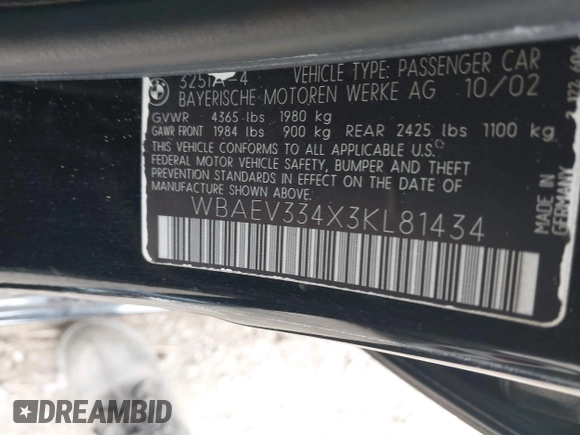 325iA-4 VEHICLE TYPE: PASSENGER CAR
BAYERISCHE MOTOREN WERKE AG 10/02
GVWR 4365 lbs 1980 kg
GAWR FRONT 1984 lbs 900 kg REAR 2425 lbs 1100 kg
THIS VEHICLE CONFORMS TO ALL APPLICABLE U.S.
FEDERAL MOTOR VEHICLE SAFETY, BUMPER AND THEFT
PREVENTION STANDARDS IN EFFECT ON THE DATE OF
MANUFACTURE SHOWN ABOVE.
WBAEV334X3KL81434
MADE IN
GERMANY
DREAMBID